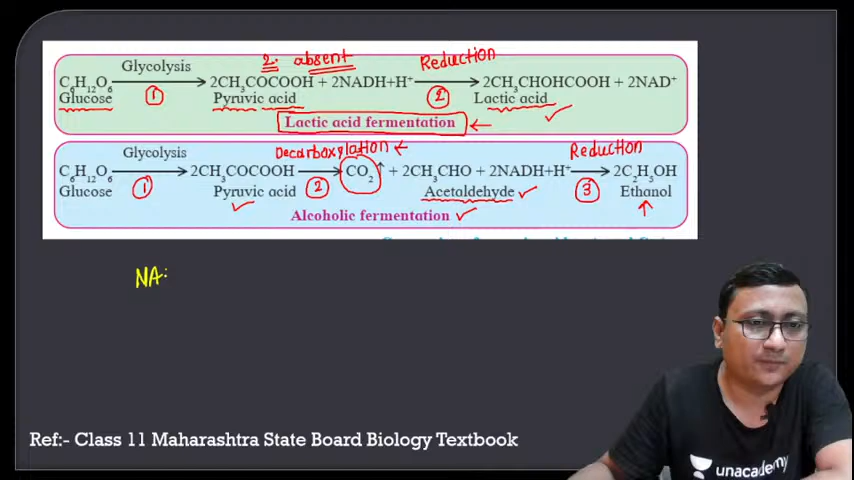 2. absent Reduction
Glycolysis
C6H12O6 → 2CH3COCOOH + 2NADH+H+ → 2CH3CHOHCOOH + 2NAD+
Glucose ① Pyruvic acid ② Lactic acid ✓
Lactic acid fermentation ←
Decarboxylation ← Reduction
Glycolysis
C6H12O6 → 2CH3COCOOH → CO2↑ + 2CH3CHO + 2NADH+H+ → 2C2H5OH
Glucose ① Pyruvic acid ② Acetaldehyde ✓ ③ Ethanol
Alcoholic fermentation ✓
NA:
Ref:- Class 11 Maharashtra State Board Biology Textbook
unacademy